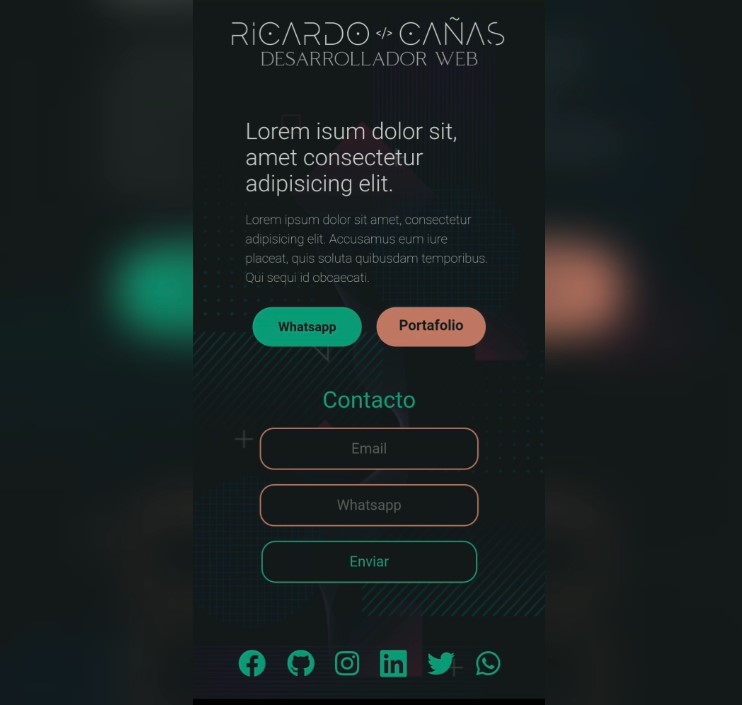 RiCARDO </> CAÑAS
DESARROLLADOR WEB
Lorem isum dolor sit,
amet consectetur
adipisicing elit.
Lorem ipsum dolor sit amet, consectetur
adipisicing elit. Accusamus eum iure
placeat, quis soluta quibusdam temporibus.
Qui sequi id obcaecati.
Whatsapp
Portafolio
Contacto
Email
Whatsapp
Enviar